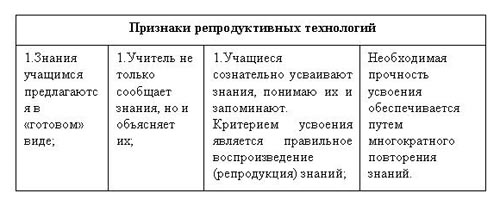 Признаки репродуктивных технологий
1.Знания
учащимся
предлагаютс
я в
«готовом»
виде;
1.Учитель не
только
сообщает
знания, но и
объясняет
их;
1.Учащиеся
сознательно усваивают
знания, понимаю их и
запоминают.
Критерием усвоения
является правильное
воспроизведение
(репродукция) знаний;
Необходимая
прочность
усвоения
обеспечивается
путем
многократного
повторения
знаний.